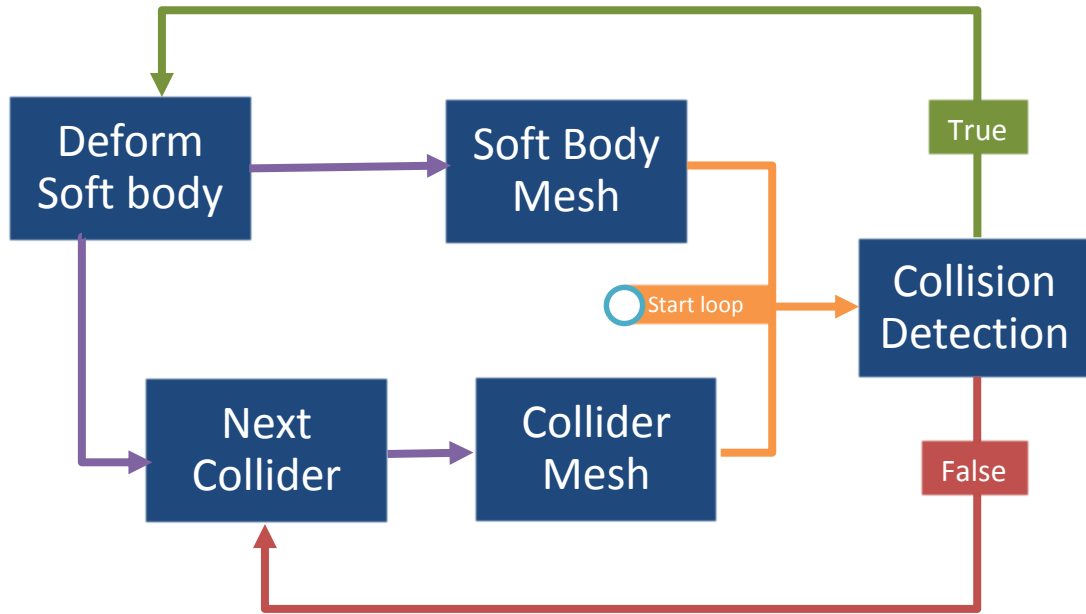 Deform
Soft body
Soft Body
Mesh
True
Start loop
Collision
Detection
Next
Collider
Collider
Mesh
False